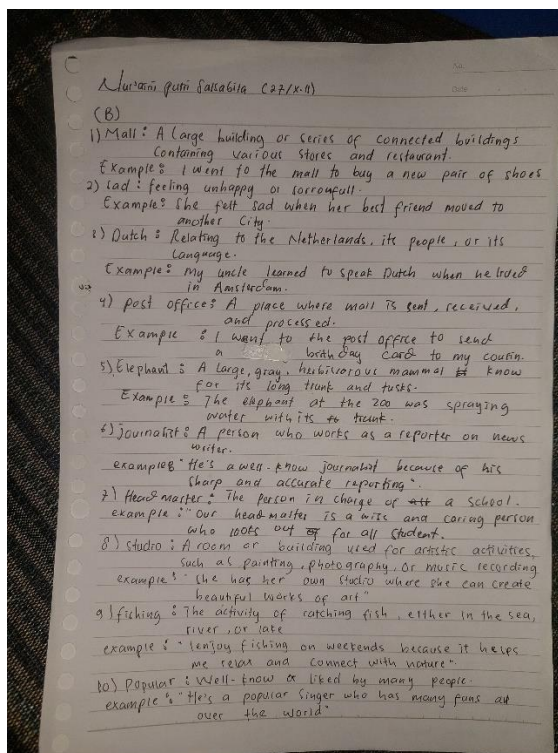 No.
Date
Nur'aini putri Salsabila (27/X-11)
(B)
1) Mall : A large building or series of connected buildings
Containing various stores and restaurant.
Example : I went to the mall to buy a new pair of shoes
2) Sad : feeling unhappy or sorrowfull.
Example : She felt sad when her best friend moved to
another City.
3) Dutch : Relating to the Netherlands, its people, or its
Language.
Example : My uncle learned to speak Dutch when he lived
in Amsterdam.
4) post office : A place where mail is sent, received,
and processed.
Example : I want to the post office to send
a birthday card to my cousin.
5) Elephant : A large, gray, herbivorous mammal know
for its long trunk and tusks.
Example : The elephant at the zoo was spraying
water with its trunk.
6) journalist : A person who works as a reporter on news
writer.
example : "He's a well-know journalist because of his
sharp and accurate reporting".
7) Head master : The person in charge of a school.
example : "Our head master is a wise and caring person
who looks out for all student.
8) studio : A room or building used for artistic activities,
such as painting, photography, or music recording
example : "she has her own studio where she can create
beautiful works of art"
9) fishing : The activity of catching fish, either in the sea,
river, or lake
example : "I enjoy fishing on weekends because it helps
me relax and connect with nature".
10) Popular : Well-know or liked by many people.
example : "He's a popular singer who has many fans all
over the world"